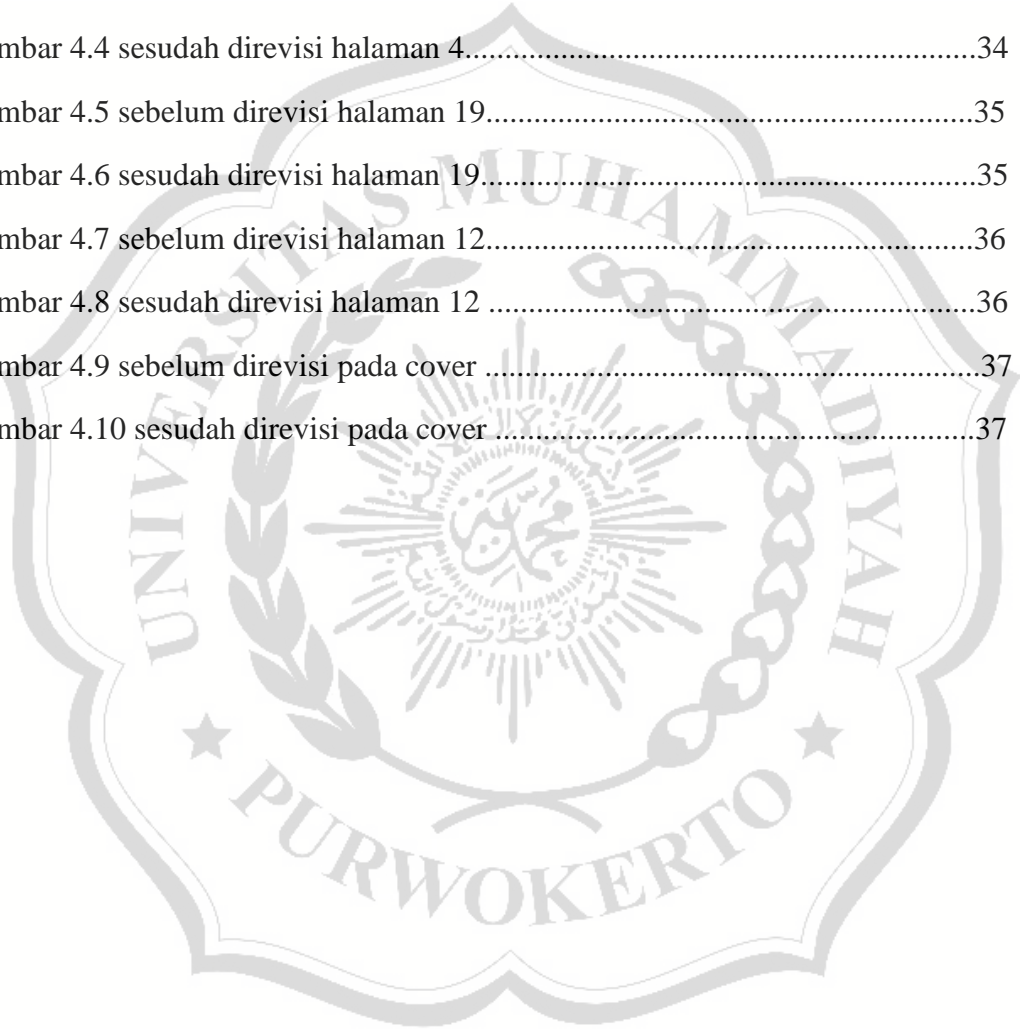 mbar 4.4 sesudah direvisi halaman 4..........................................................................34
mbar 4.5 sebelum direvisi halaman 19.......................................................................35
mbar 4.6 sesudah direvisi halaman 19.......................................................................35
mbar 4.7 sebelum direvisi halaman 12.......................................................................36
mbar 4.8 sesudah direvisi halaman 12 ......................................................................36
mbar 4.9 sebelum direvisi pada cover ........................................................................37
mbar 4.10 sesudah direvisi pada cover .....................................................................37
UNIVERSITAS MUHAMMADIYAH
PURWOKERTO